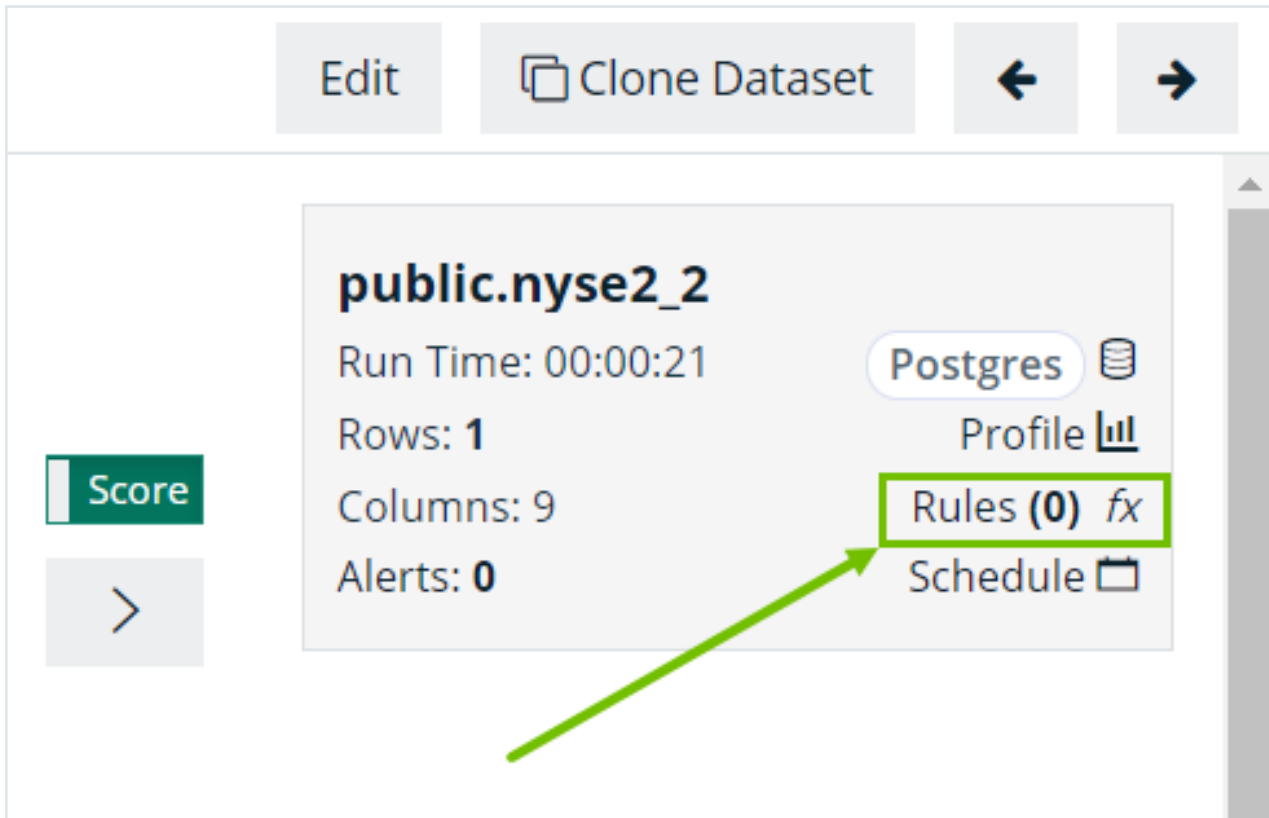 Edit Clone Dataset
public.nyse2_2
Run Time: 00:00:21 Postgres
Rows: 1 Profile
Score
Columns: 9 Rules (0) fx
Alerts: 0 Schedule